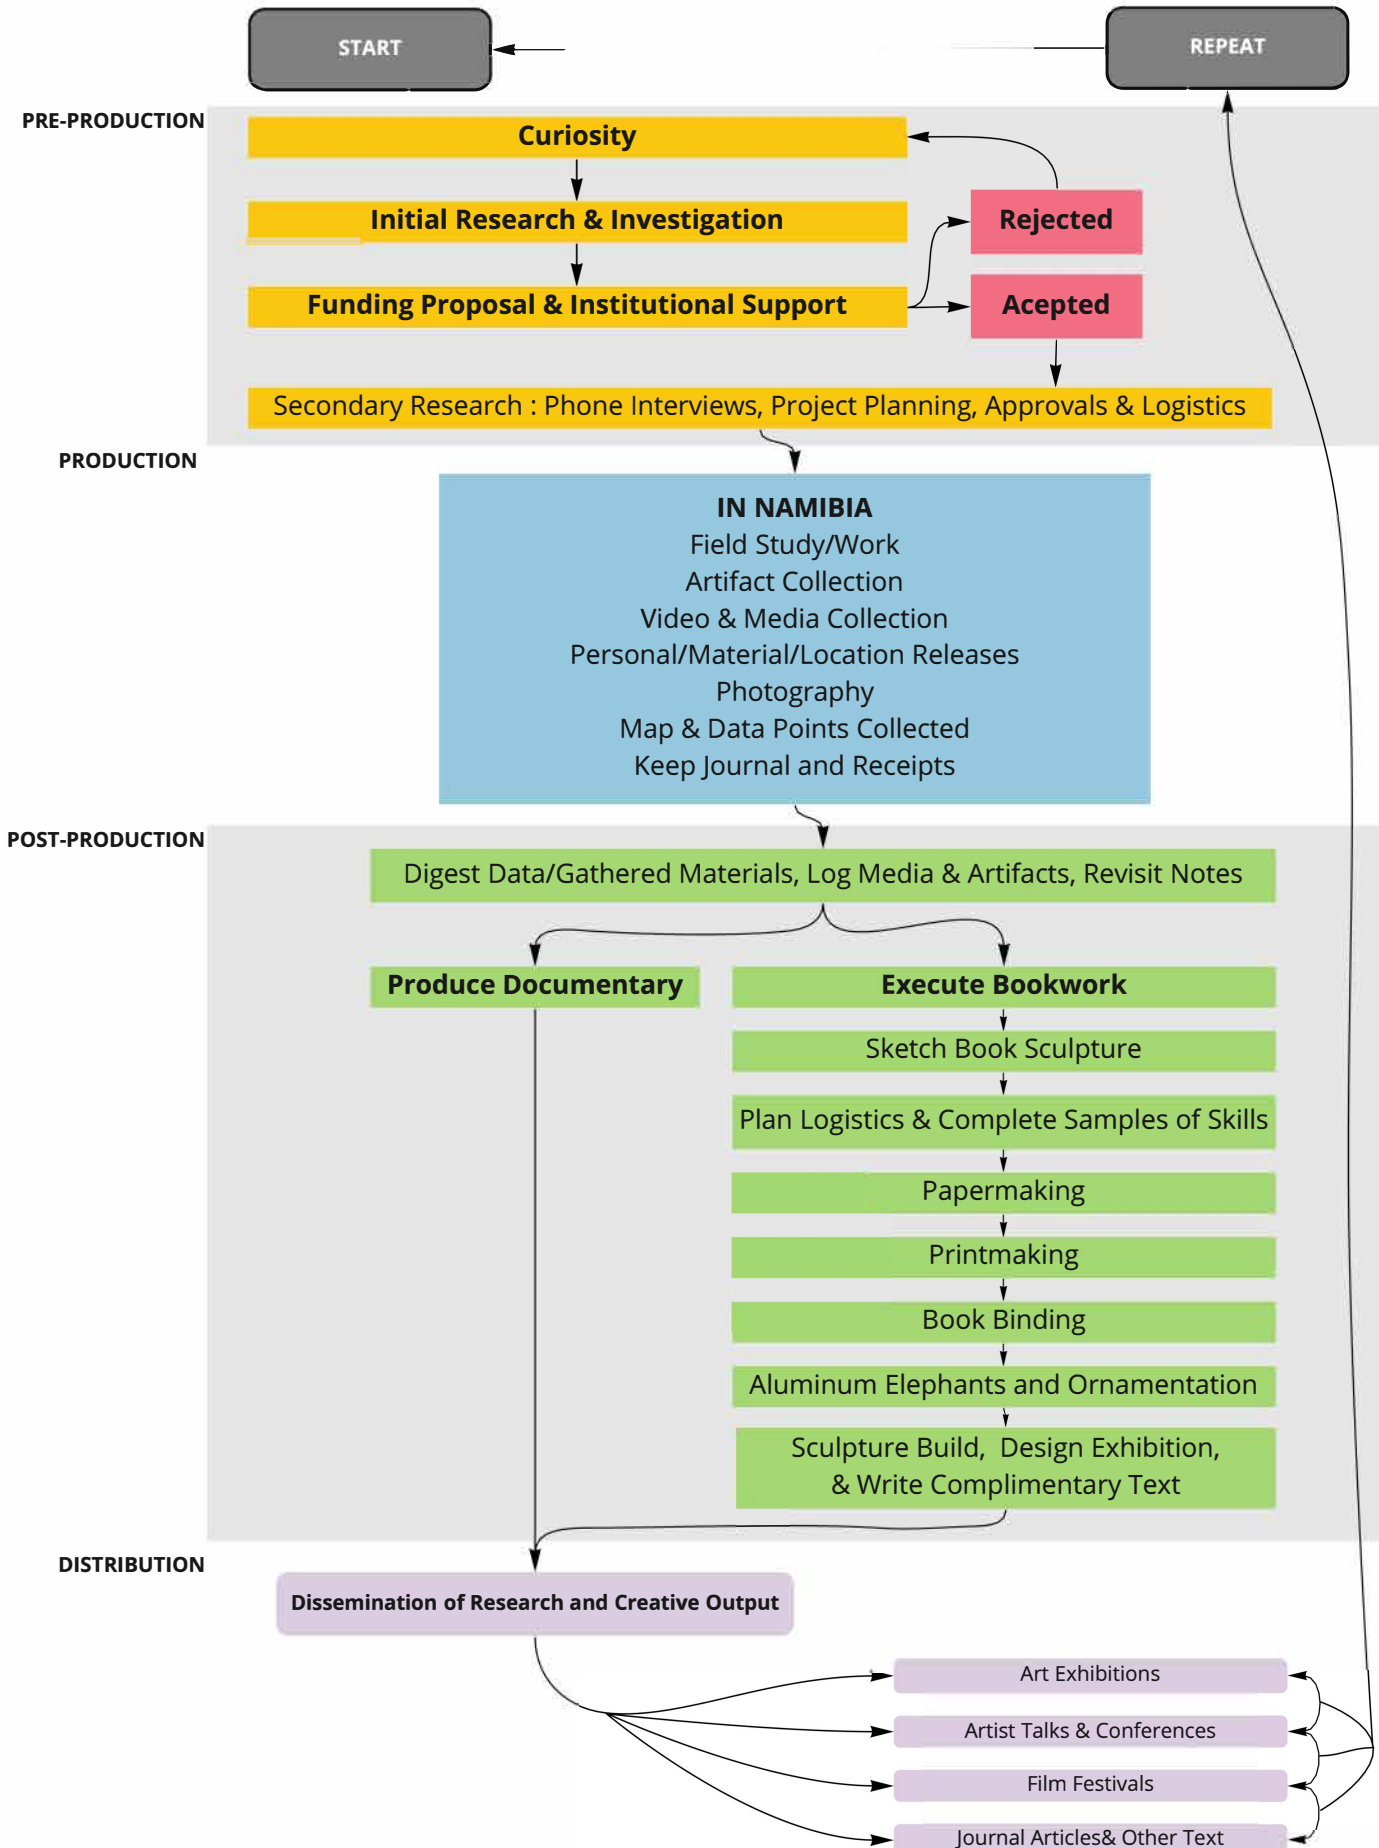 START
REPEAT
PRE-PRODUCTION
Curiosity
Initial Research & Investigation
Rejected
Funding Proposal & Institutional Support
Acepted
Secondary Research : Phone Interviews, Project Planning, Approvals & Logistics
PRODUCTION
IN NAMIBIA
Field Study/Work
Artifact Collection
Video & Media Collection
Personal/Material/Location Releases
Photography
Map & Data Points Collected
Keep Journal and Receipts
POST-PRODUCTION
Digest Data/Gathered Materials, Log Media & Artifacts, Revisit Notes
Produce Documentary
Execute Bookwork
Sketch Book Sculpture
Plan Logistics & Complete Samples of Skills
Papermaking
Printmaking
Book Binding
Aluminum Elephants and Ornamentation
Sculpture Build, Design Exhibition,
& Write Complimentary Text
DISTRIBUTION
Dissemination of Research and Creative Output
Art Exhibitions
Artist Talks & Conferences
Film Festivals
Journal Articles& Other Text